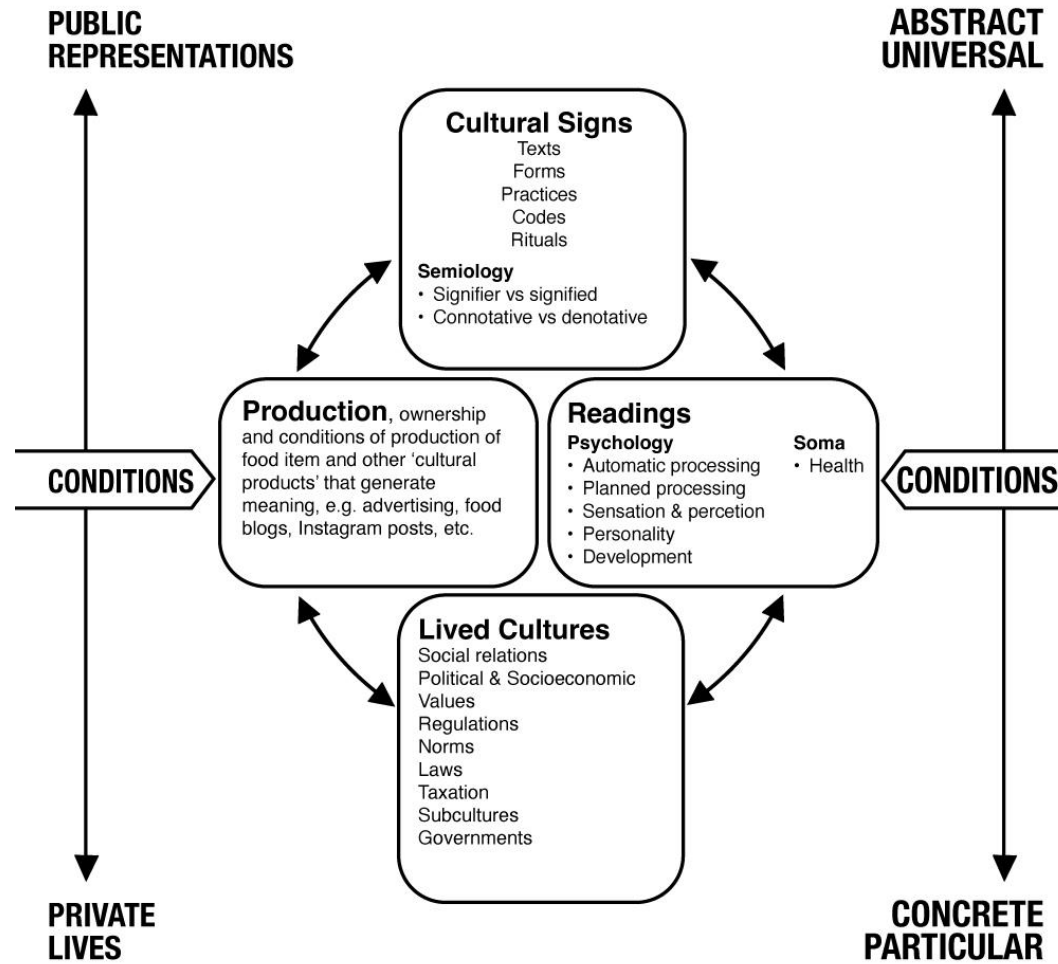 PUBLIC
REPRESENTATIONS
ABSTRACT
UNIVERSAL
Cultural Signs
Texts
Forms
Practices
Codes
Rituals
Semiology
• Signifier vs signified
• Connotative vs denotative
CONDITIONS
Production, ownership
and conditions of production of
food item and other ‘cultural
products’ that generate
meaning, e.g. advertising, food
blogs, Instagram posts, etc.
Readings
Psychology
• Automatic processing
• Planned processing
• Sensation & percetion
• Personality
• Development
Soma
• Health
CONDITIONS
Lived Cultures
Social relations
Political & Socioeconomic
Values
Regulations
Norms
Laws
Taxation
Subcultures
Governments
PRIVATE
LIVES
CONCRETE
PARTICULAR